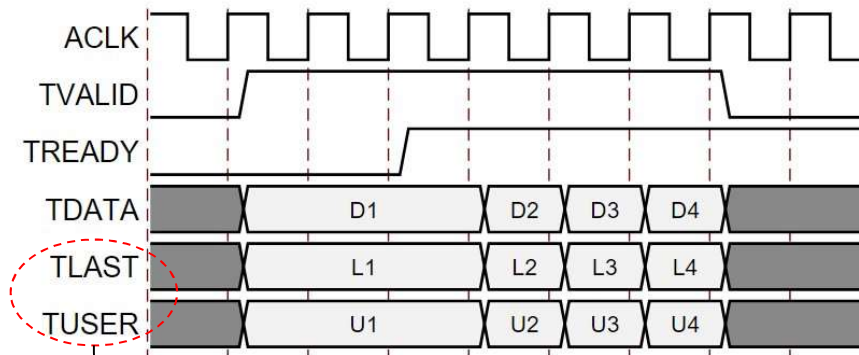 ACLK
TVALID
TREADY
TDATA D1 D2 D3 D4
TLAST L1 L2 L3 L4
TUSER U1 U2 U3 U4